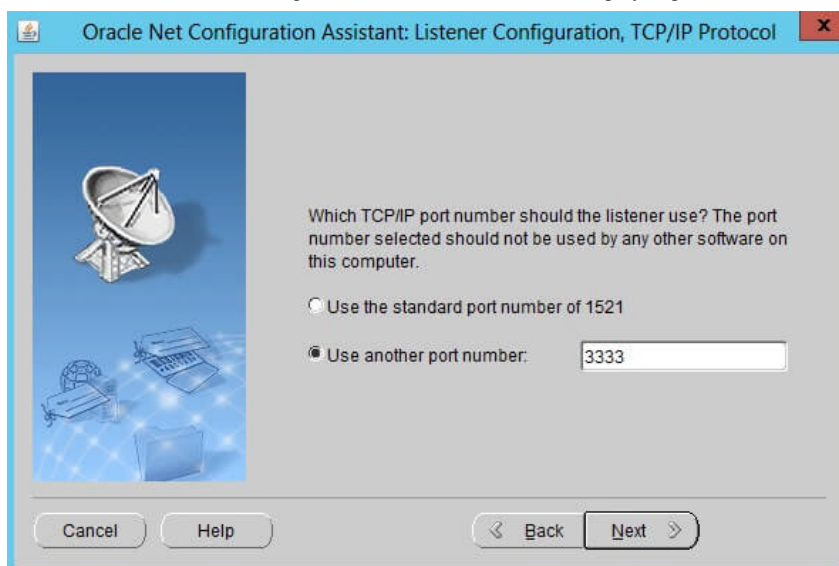 Oracle Net Configuration Assistant: Listener Configuration, TCP/IP Protocol
x
Which TCP/IP port number should the listener use? The port
number selected should not be used by any other software on
this computer.
Use the standard port number of 1521
Use another port number: 3333
Cancel Help Back Next